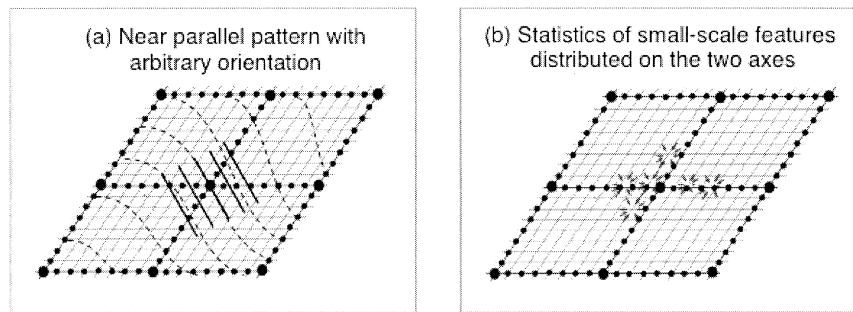 (a) Near parallel pattern with
arbitrary orientation
(b) Statistics of small-scale features
distributed on the two axes